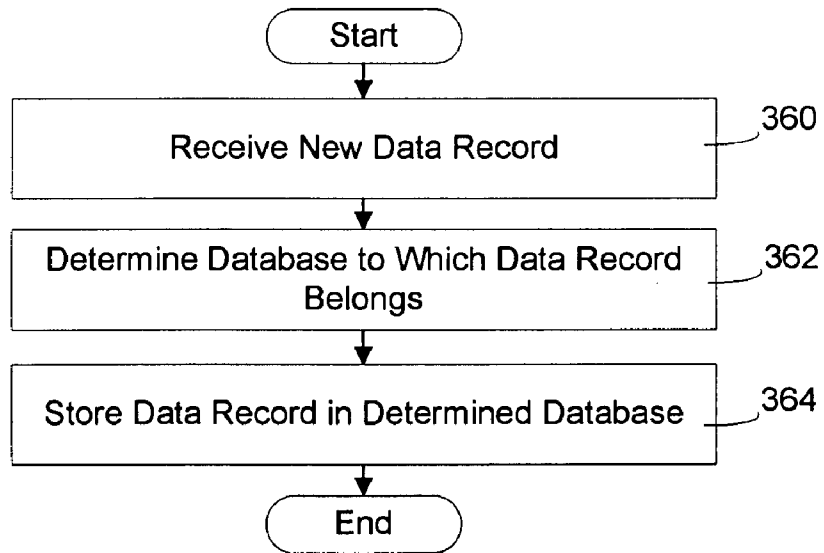 Start
Receive New Data Record
360
Determine Database to Which Data Record
Belongs
362
Store Data Record in Determined Database
364
End